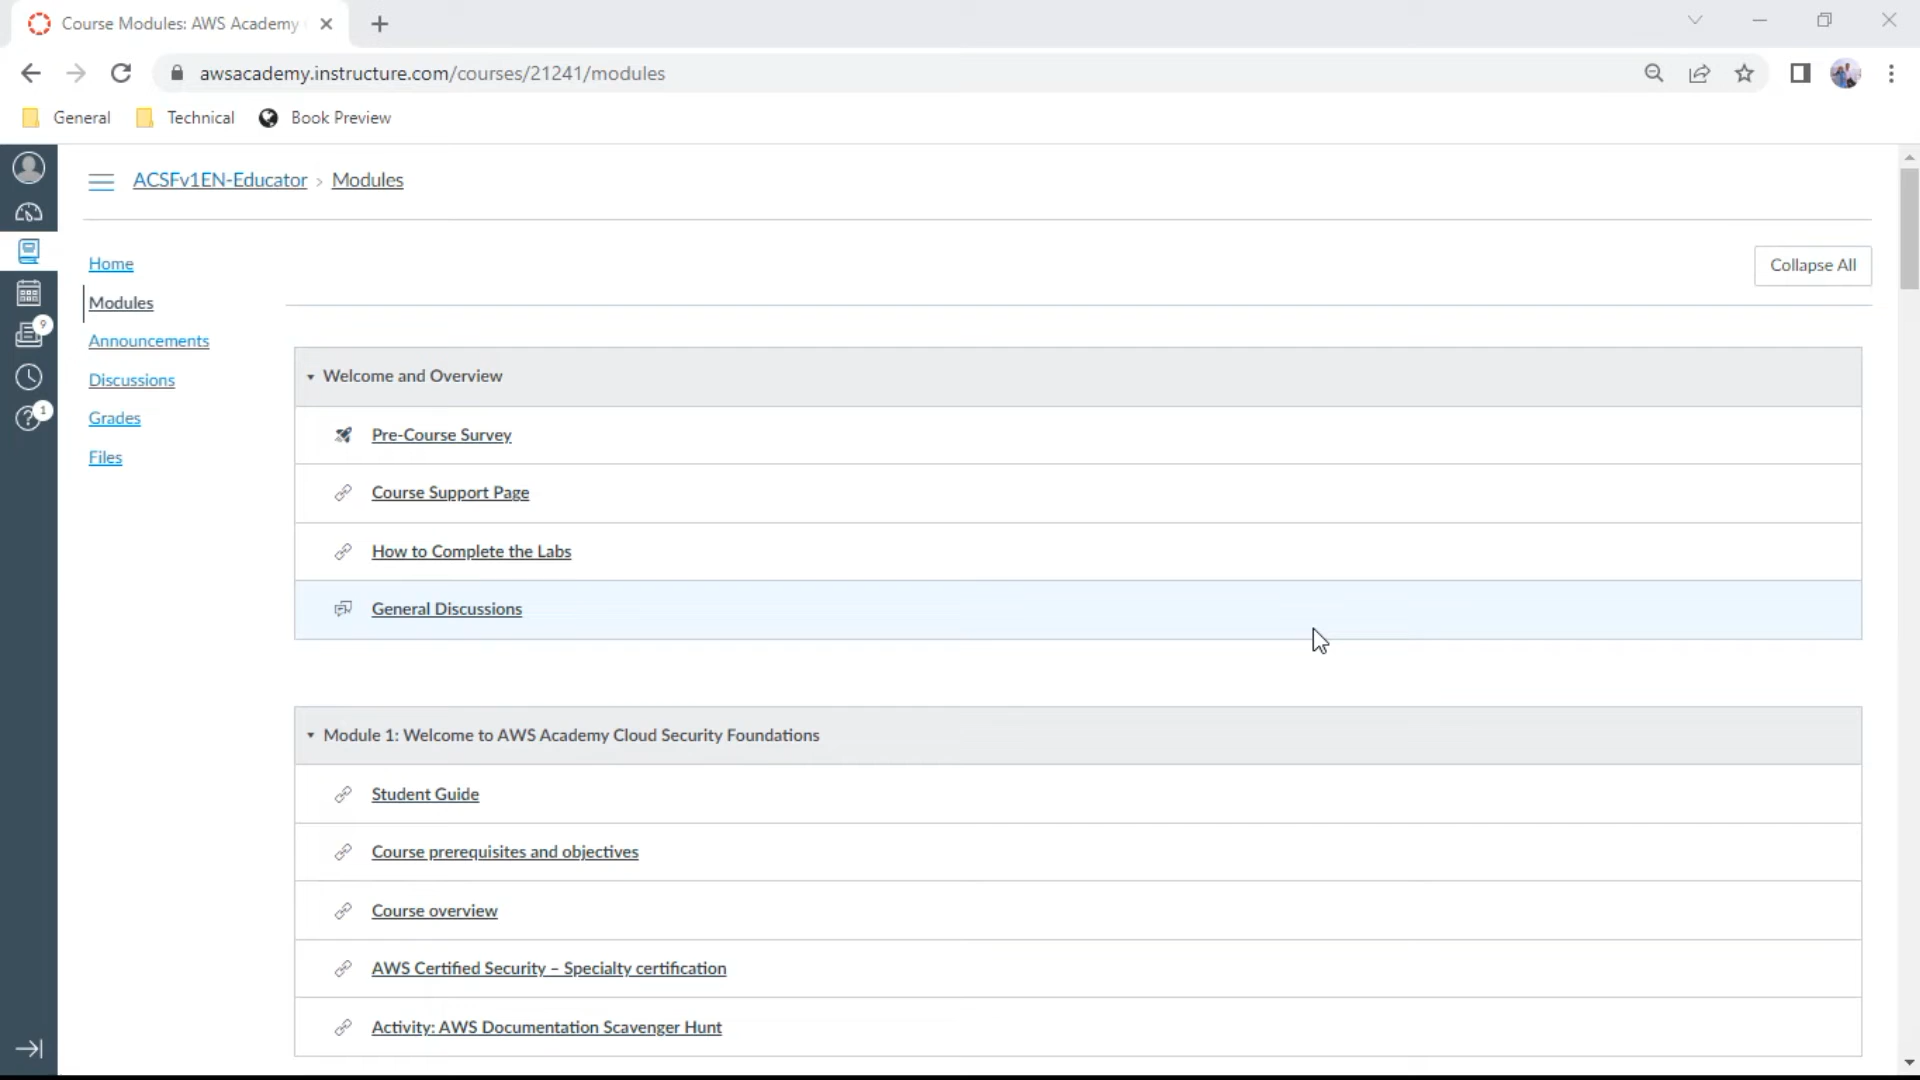 Course Modules: AWS Academy
awsacademy.instructure.com/courses/21241/modules
General
Technical
Book Preview
ACSFv1EN-Educator > Modules
Home
Modules
Announcements
Discussions
Grades
Files
9
1
Collapse All
Welcome and Overview
Pre-Course Survey
Course Support Page
How to Complete the Labs
General Discussions
Module 1: Welcome to AWS Academy Cloud Security Foundations
Student Guide
Course prerequisites and objectives
Course overview
AWS Certified Security – Specialty certification
Activity: AWS Documentation Scavenger Hunt